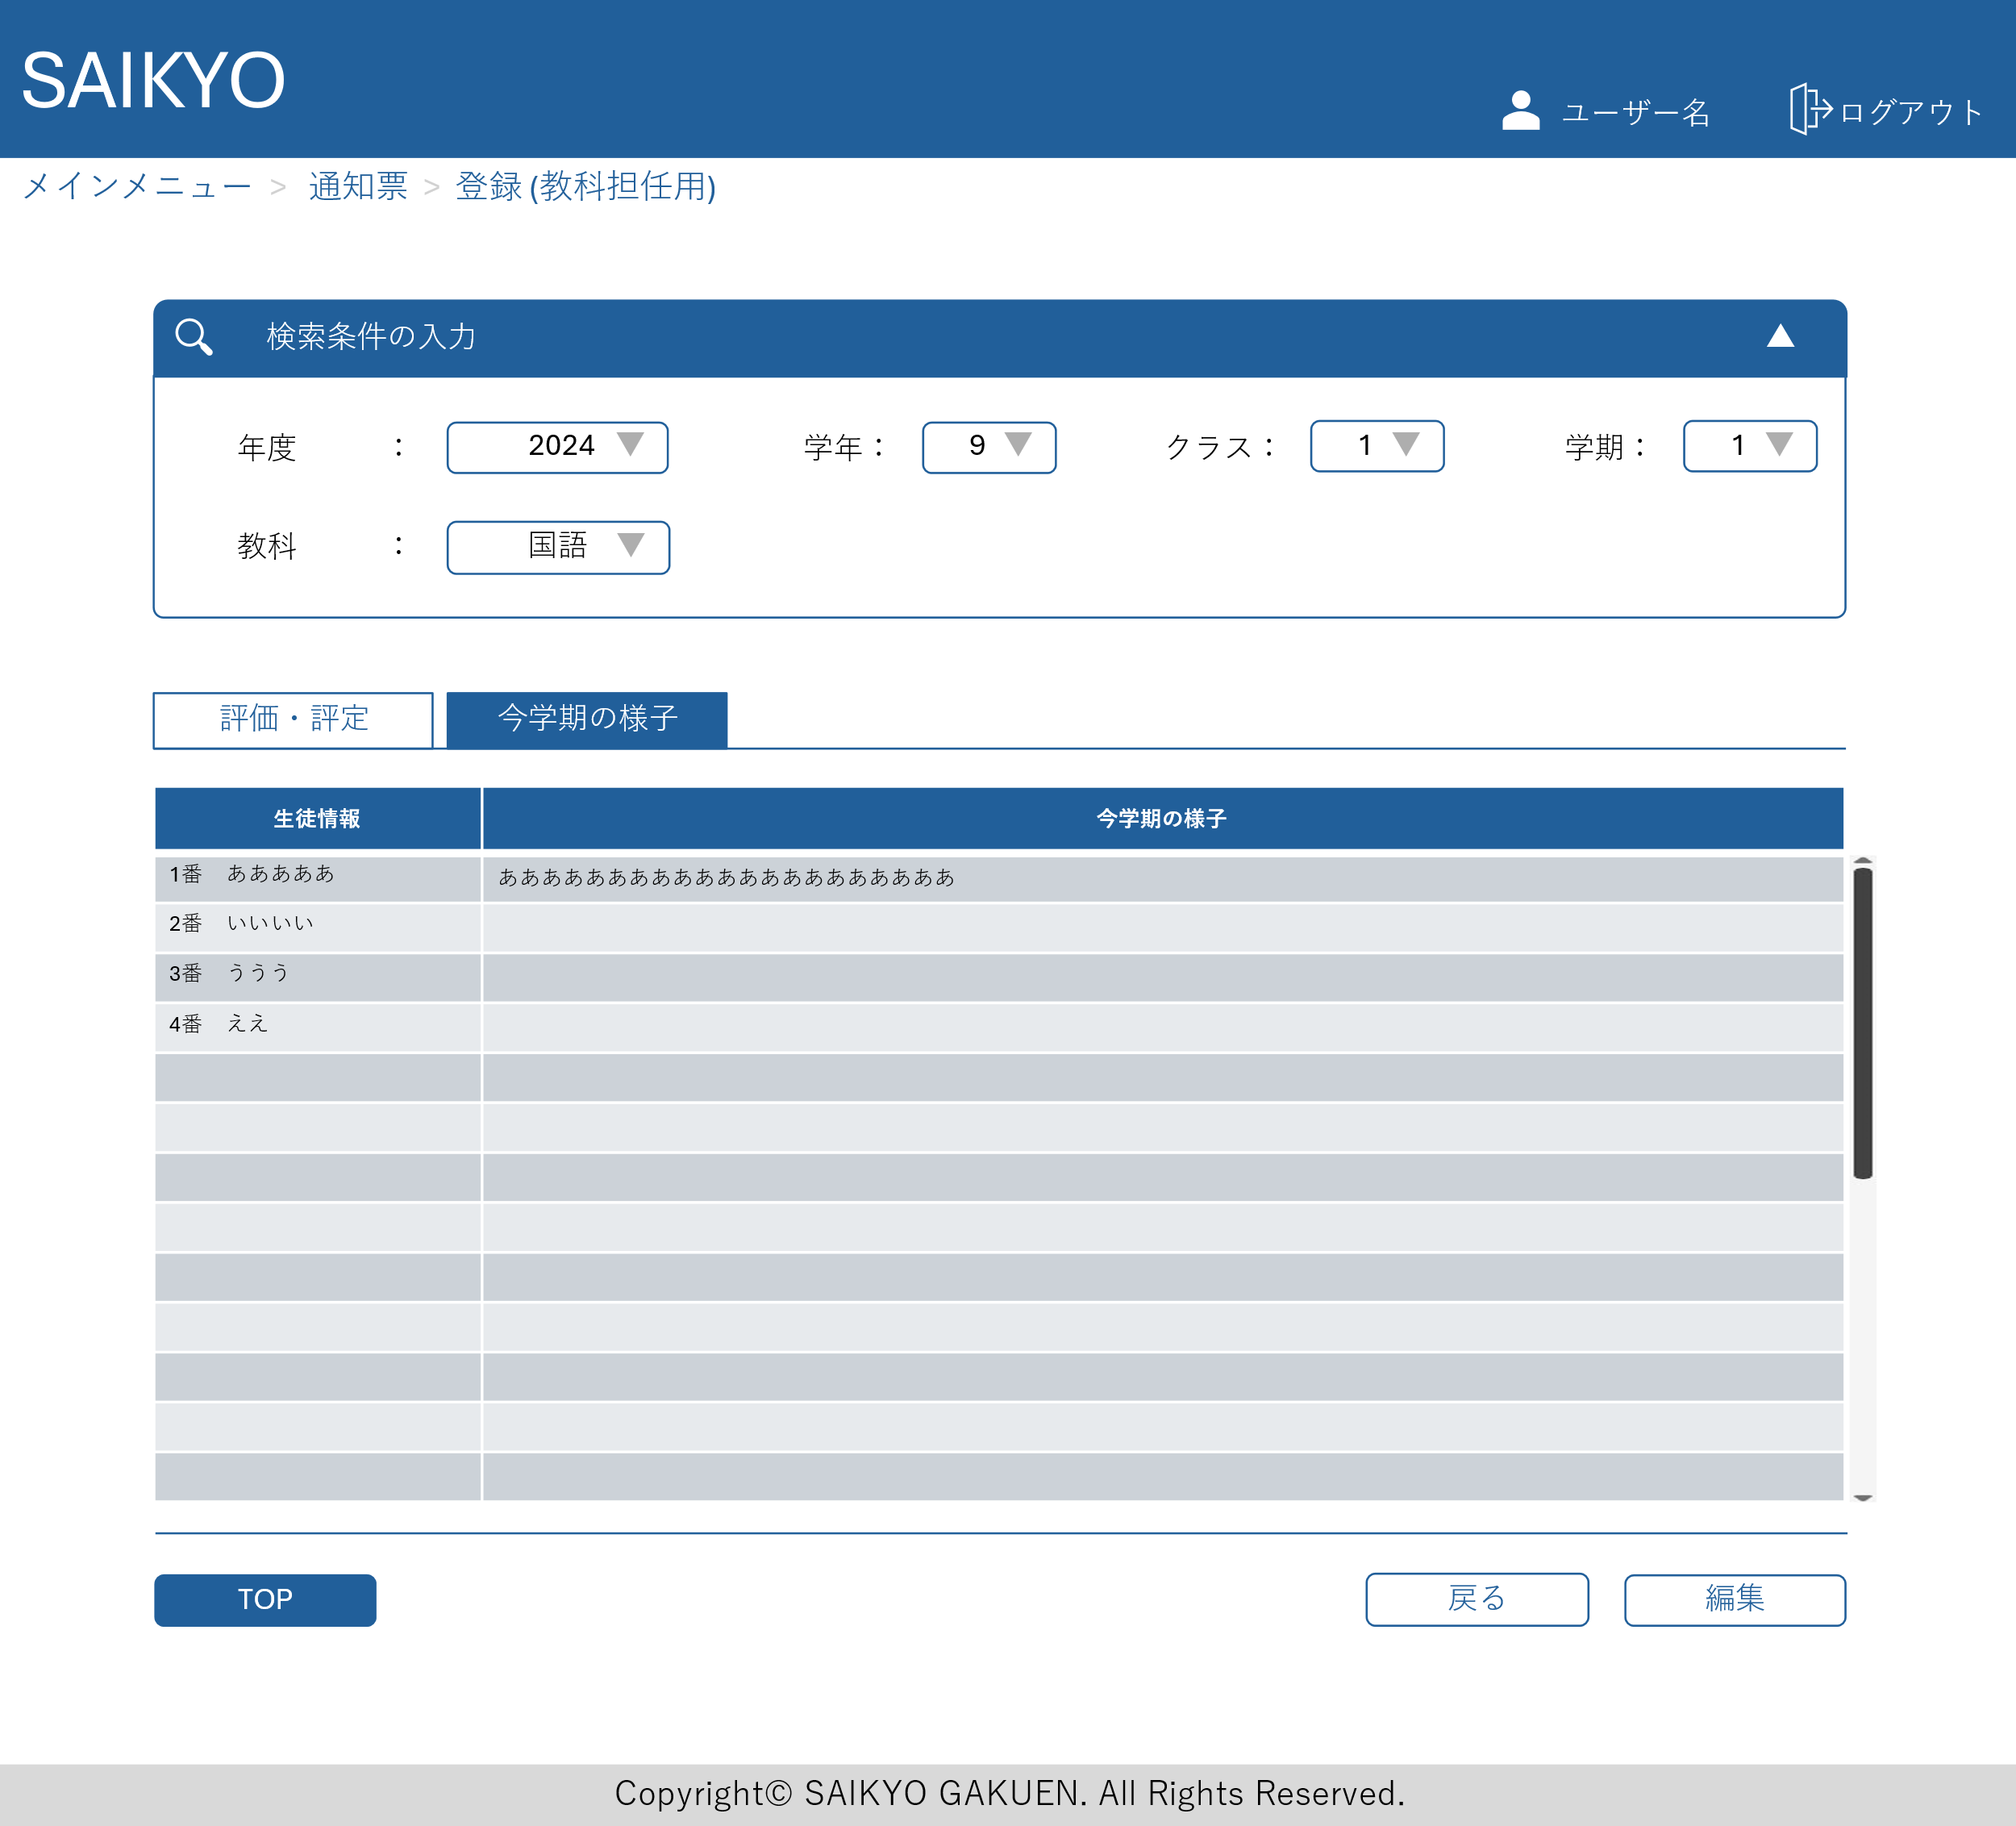 SAIKYO
ユーザー名 ログアウト
メインメニュー > 通知票 > 登録 (教科担任用)
検索条件の入力 ▲
年度 : 2024 ▼ 学年： 9 ▼ クラス： 1 ▼ 学期： 1 ▼
教科 : 国語 ▼
評価・評定 今学期の様子
生徒情報 今学期の様子
1番 あああああ あああああああああああああああああああああ
2番 いいいい
3番 ううう
4番 ええ
TOP 戻る 編集
Copyright© SAIKYO GAKUEN. All Rights Reserved.